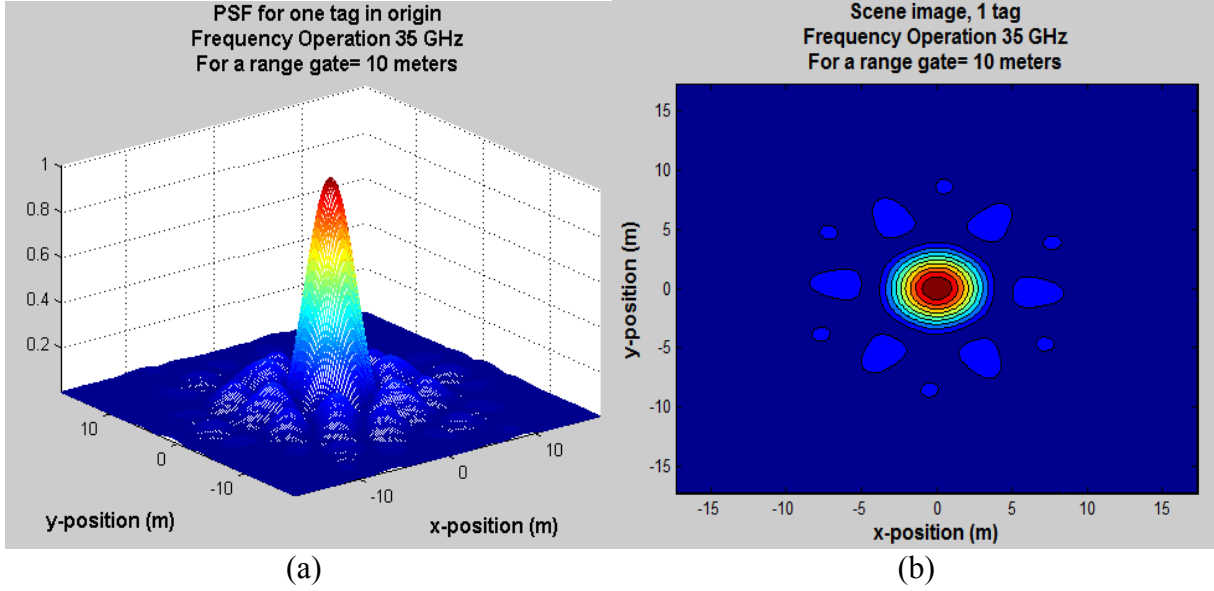 PSF for one tag in origin
Frequency Operation 35 GHz
For a range gate= 10 meters
1
0.8
0.6
0.4
0.2
10
0
-10
-10
0
10
y-position (m)
x-position (m)
(a)
Scene image, 1 tag
Frequency Operation 35 GHz
For a range gate= 10 meters
15
10
5
0
-5
-10
-15
y-position (m)
-15
-10
-5
0
5
10
15
x-position (m)
(b)